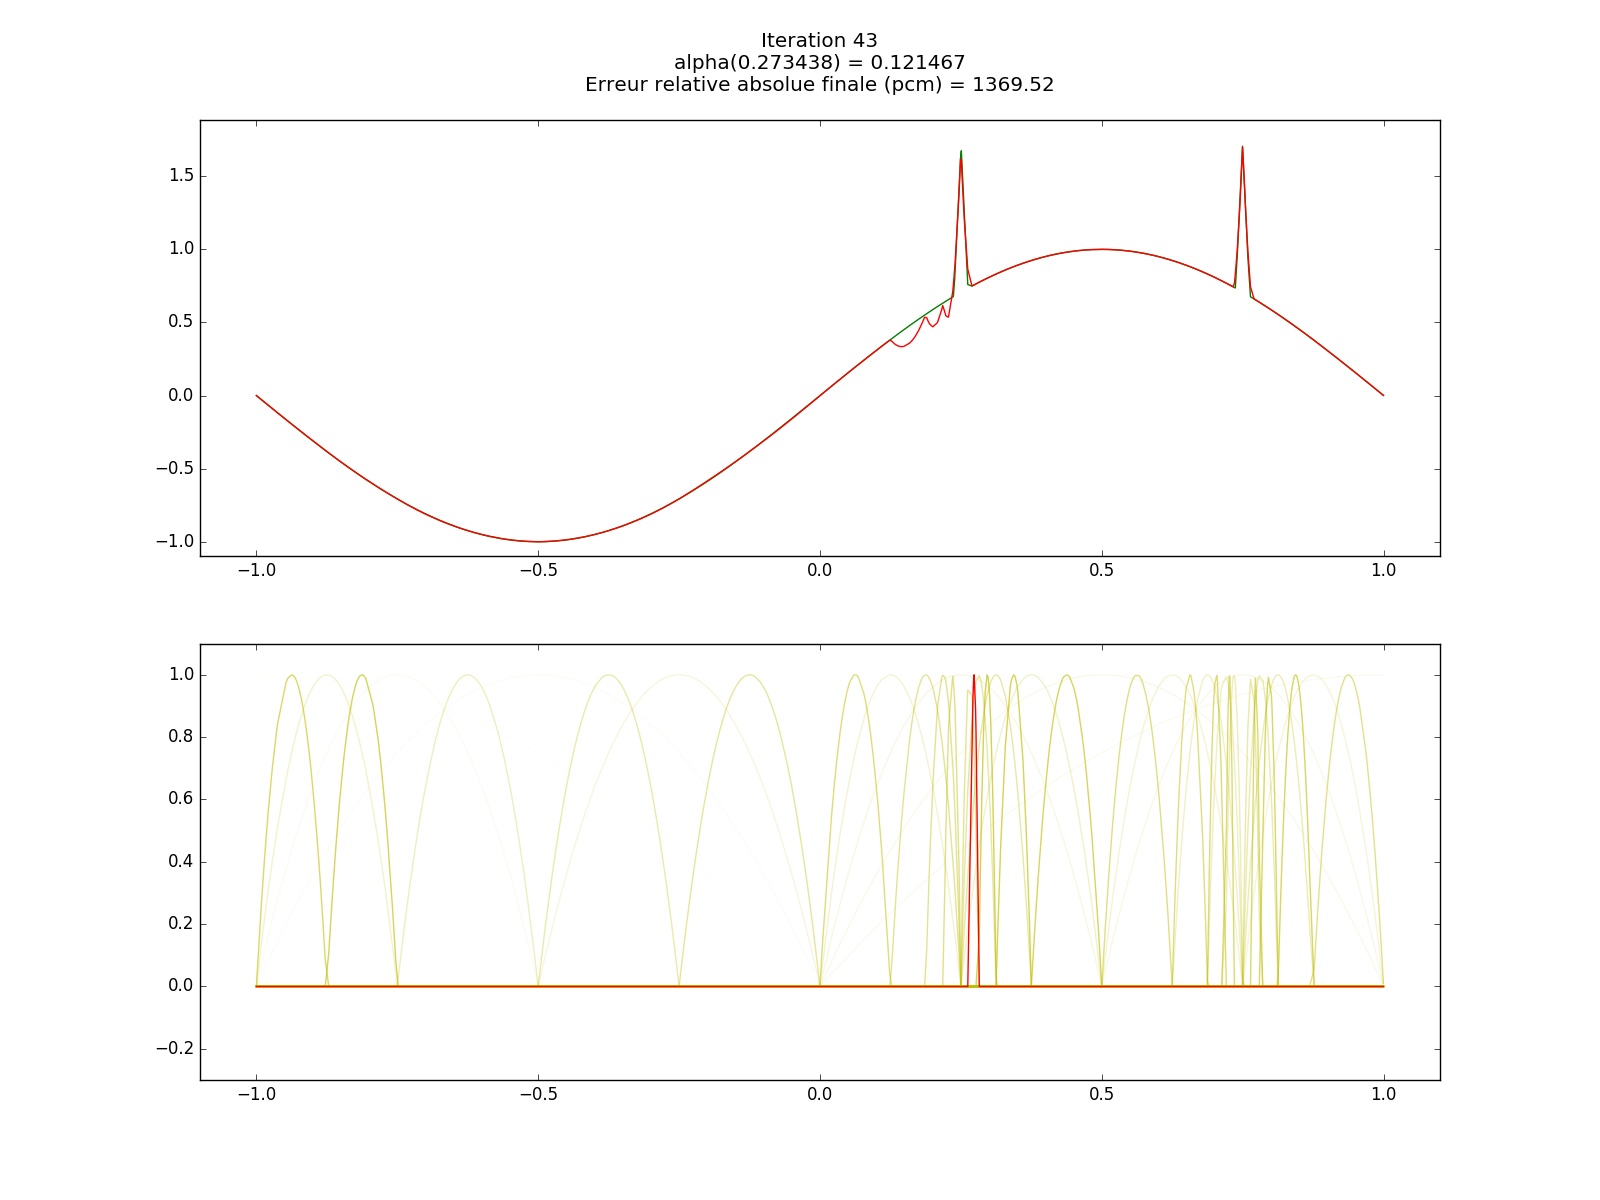 Iteration 43
alpha(0.273438) = 0.121467
Erreur relative absolue finale (pcm) = 1369.52
1.5
1.0
0.5
0.0
−0.5
−1.0
−1.0 −0.5 0.0 0.5 1.0
1.0
0.8
0.6
0.4
0.2
0.0
−0.2
−1.0 −0.5 0.0 0.5 1.0